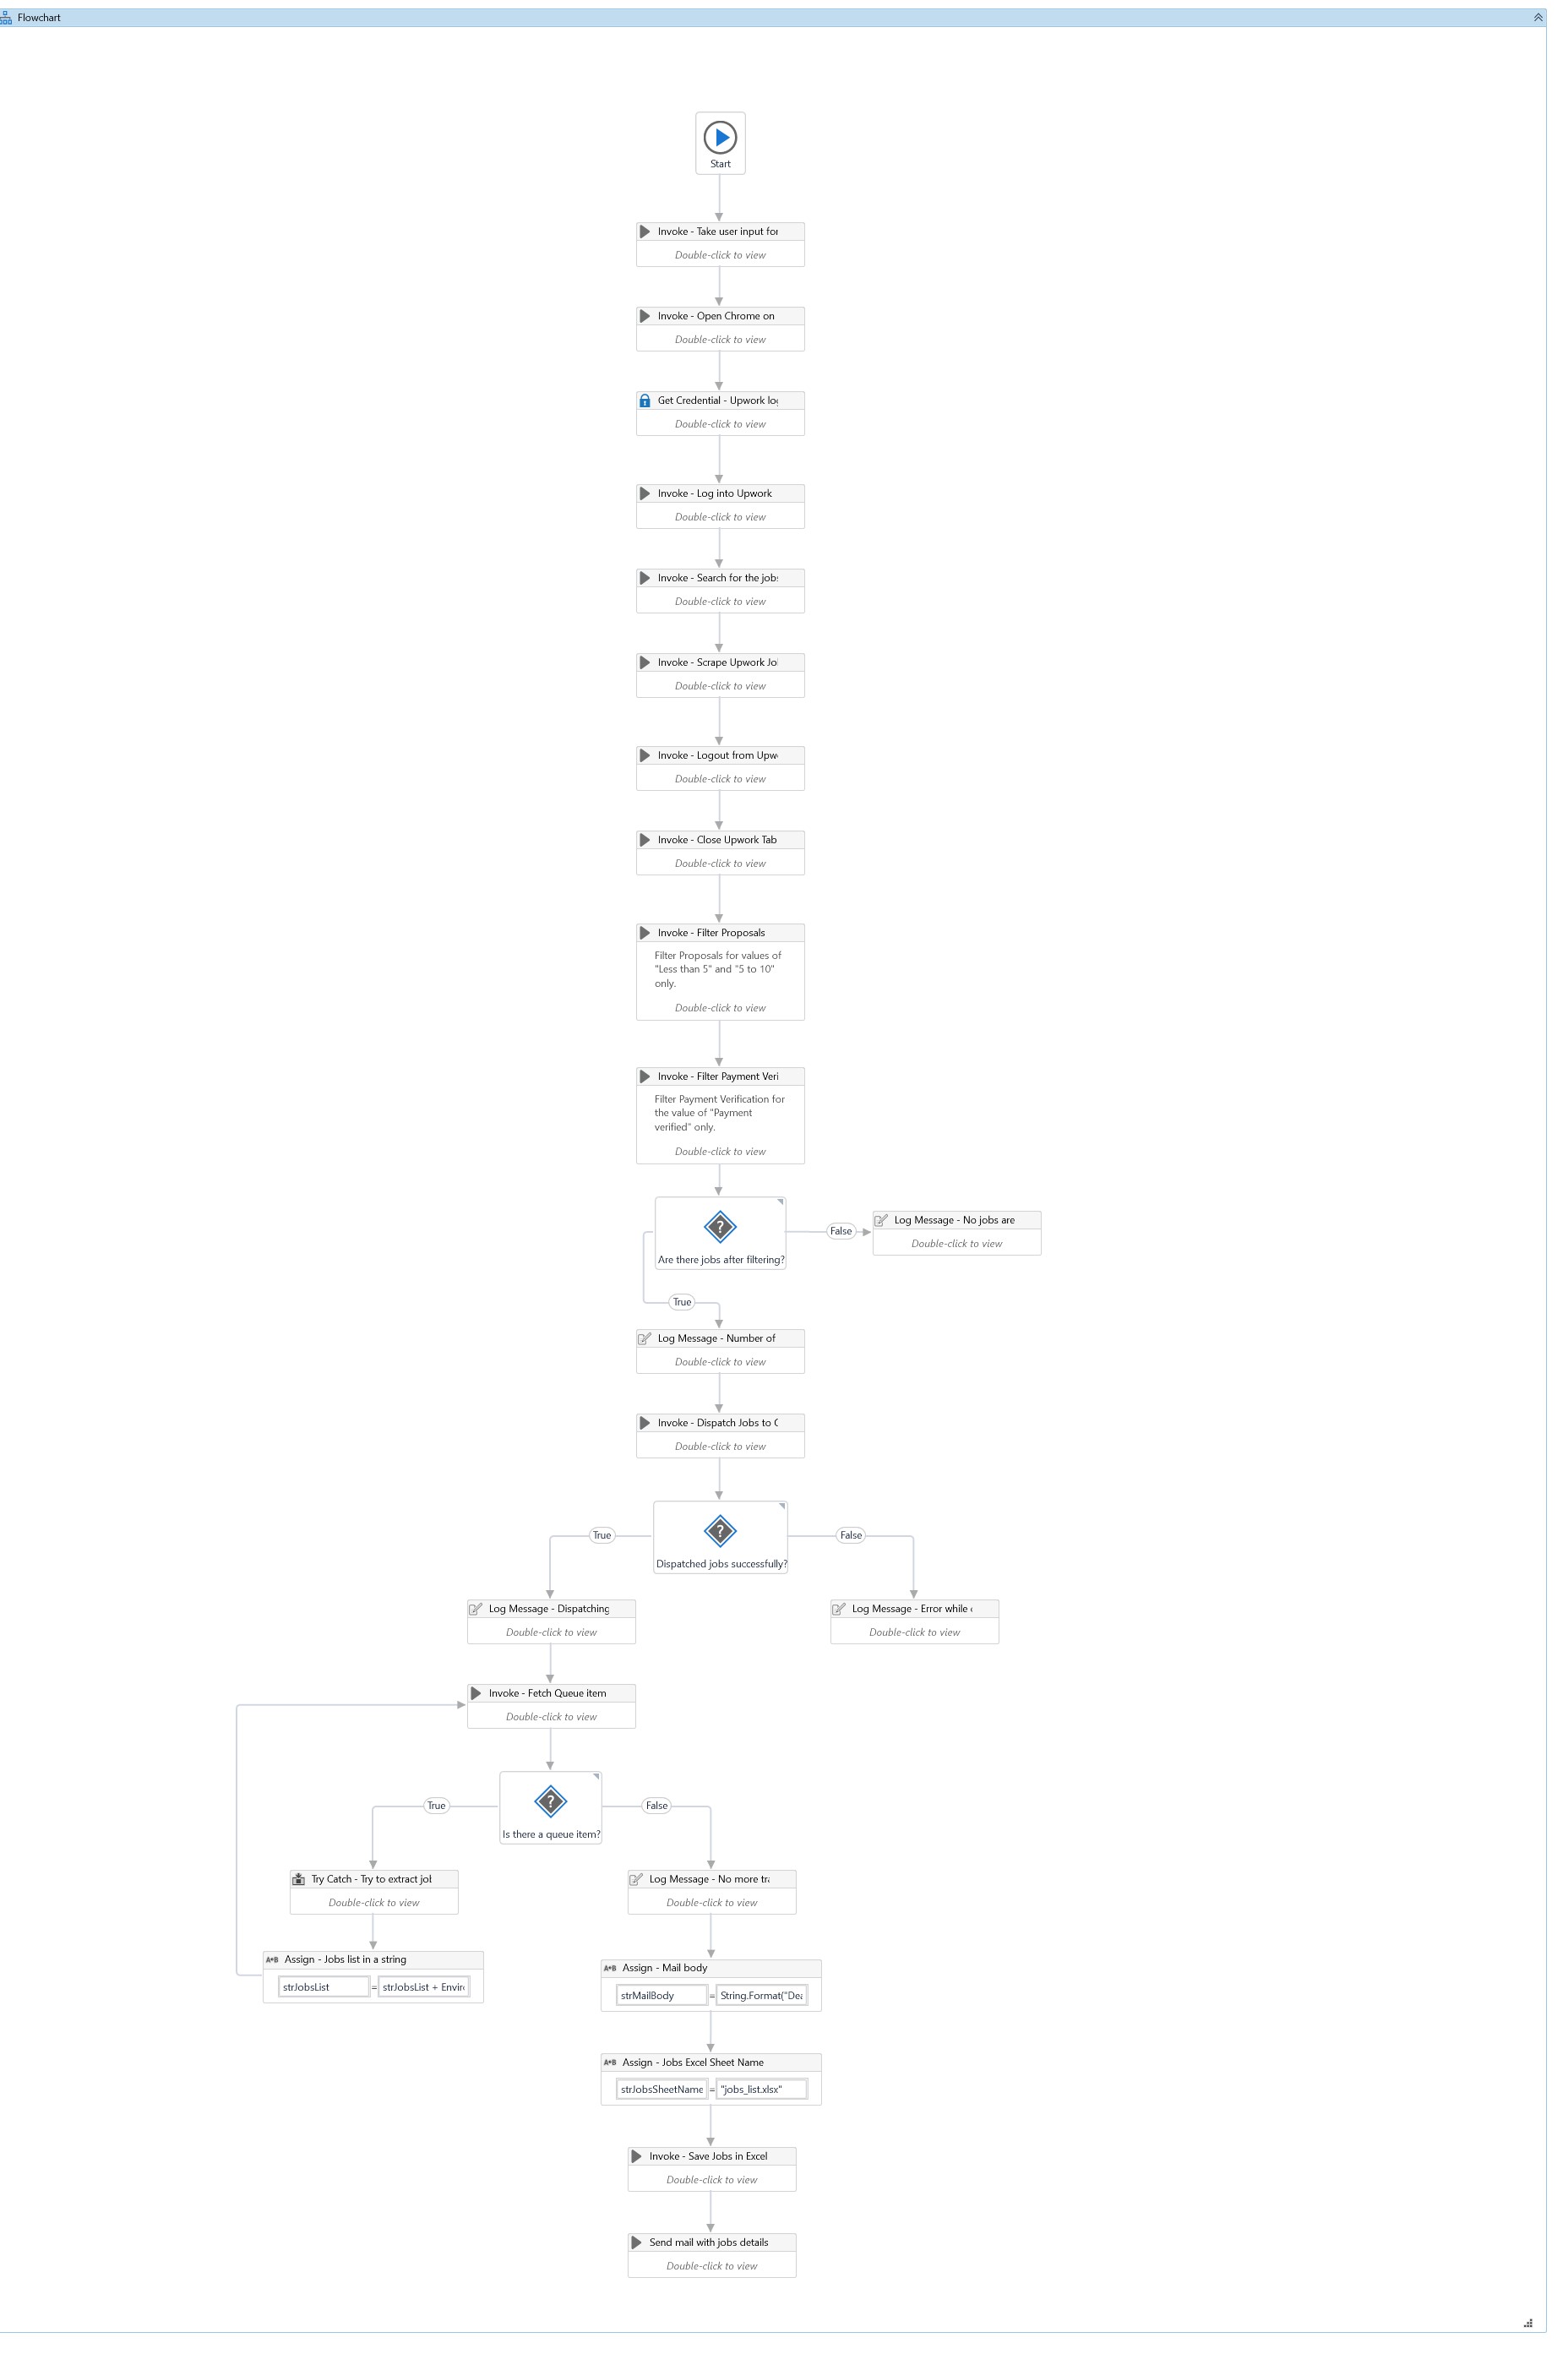 Flowchart
Start
Invoke - Take user input for
Double-click to view
Invoke - Open Chrome on
Double-click to view
Get Credential - Upwork log
Double-click to view
Invoke - Log into Upwork
Double-click to view
Invoke - Search for the jobs
Double-click to view
Invoke - Scrape Upwork Jo
Double-click to view
Invoke - Logout from Upw
Double-click to view
Invoke - Close Upwork Tab
Double-click to view
Invoke - Filter Proposals
Filter Proposals for values of
"Less than 5" and "5 to 10"
only.
Double-click to view
Invoke - Filter Payment Veri
Filter Payment Verification for
the value of "Payment
verified" only.
Double-click to view
Are there jobs after filtering?
False
Log Message - No jobs are
Double-click to view
True
Log Message - Number of
Double-click to view
Invoke - Dispatch Jobs to
Double-click to view
True
Dispatched jobs successfully?
False
Log Message - Dispatching
Double-click to view
Log Message - Error while
Double-click to view
Invoke - Fetch Queue item
Double-click to view
True
Is there a queue item?
False
Try Catch - Try to extract job
Double-click to view
Log Message - No more tra
Double-click to view
A+B Assign - Jobs list in a string
strJobsList = strJobsList + Enviro
A+B Assign - Mail body
strMailBody = String.Format("Dea
A+B Assign - Jobs Excel Sheet Name
strJobsSheetName = "jobs_list.xlsx"
Invoke - Save Jobs in Excel
Double-click to view
Send mail with jobs details
Double-click to view